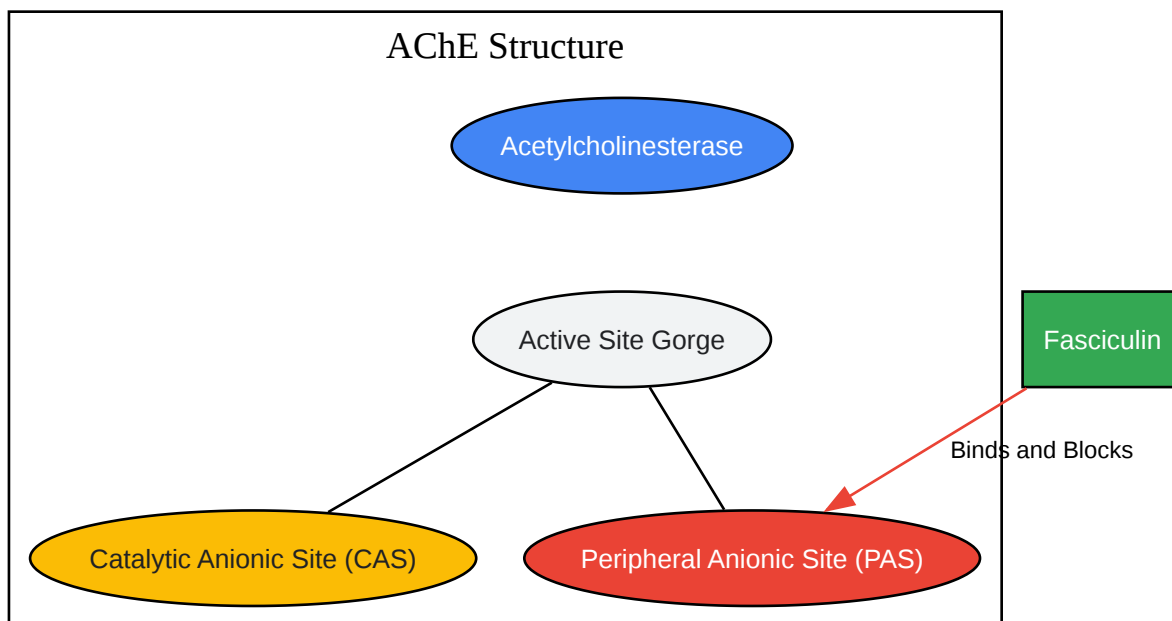 AChE Structure
Acetylcholinesterase
Active Site Gorge
Fasciculin
Binds and Blocks
Catalytic Anionic Site (CAS)
Peripheral Anionic Site (PAS)